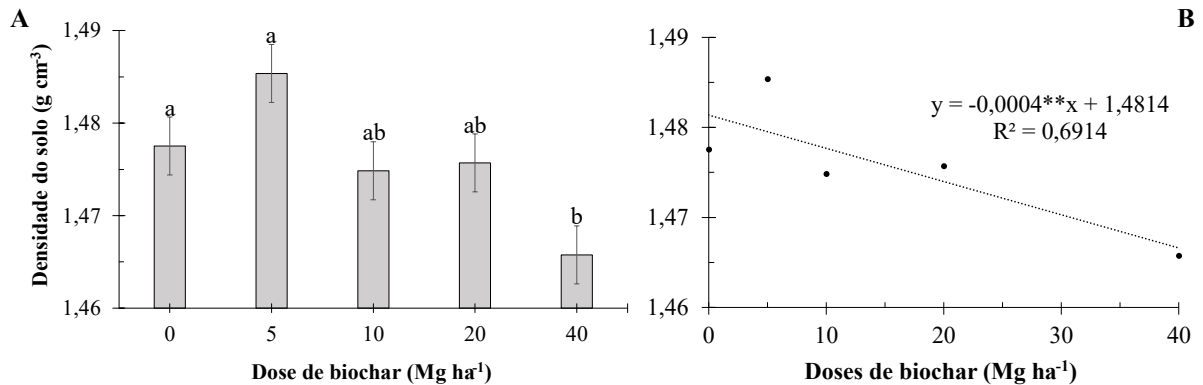 A
Densidade do solo (g cm⁻³)
1,49
1,48
1,47
1,46
a
a
ab
ab
b
0 5 10 20 40
Dose de biochar (Mg ha⁻¹)
B
1,49
1,48
1,47
1,46
y = -0,0004**x + 1,4814
R² = 0,6914
0 10 20 30 40
Doses de biochar (Mg ha⁻¹)